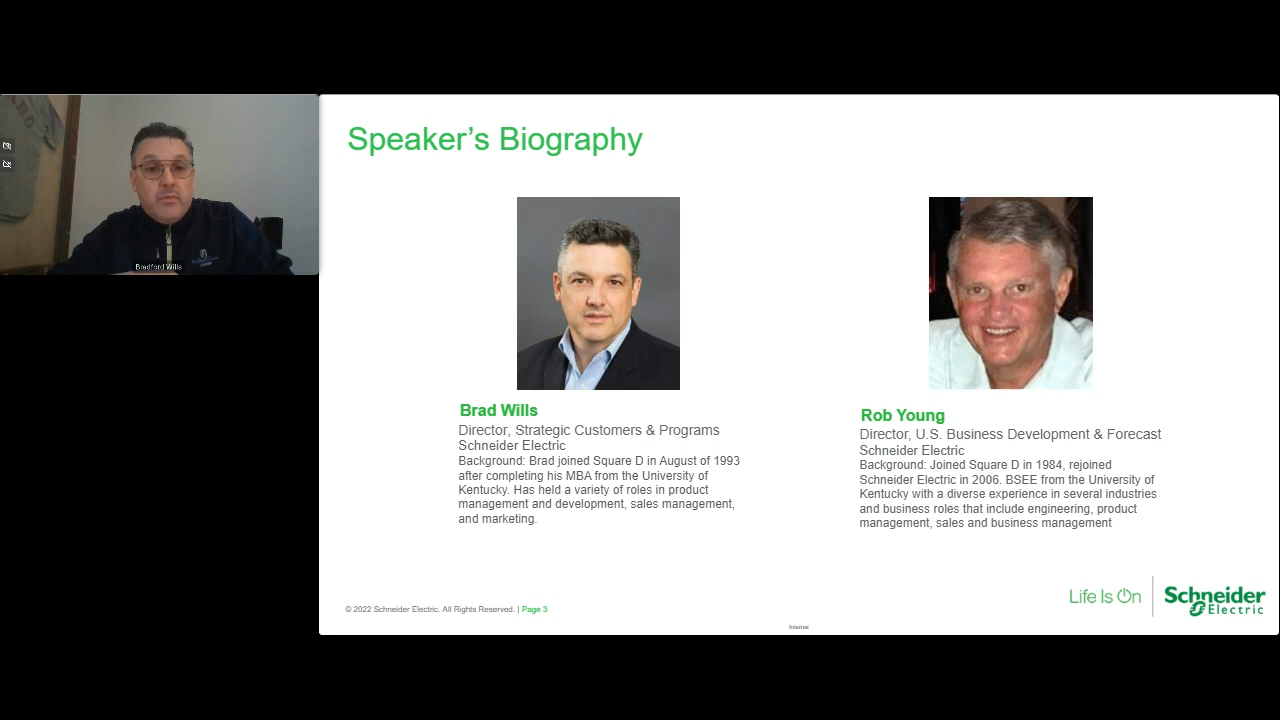 Speaker's Biography
Bradford Wills
Brad Wills
Director, Strategic Customers & Programs
Schneider Electric
Background: Brad joined Square D in August of 1993
after completing his MBA from the University of
Kentucky. Has held a variety of roles in product
management and development, sales management,
and marketing.
Rob Young
Director, U.S. Business Development & Forecast
Schneider Electric
Background: Joined Square D in 1984, rejoined
Schneider Electric in 2006. BSEE from the University of
Kentucky with a diverse experience in several industries
and business roles that include engineering, product
management, sales and business management
© 2022 Schneider Electric. All Rights Reserved. | Page 3
Internal
Life Is On
Schneider
Electric